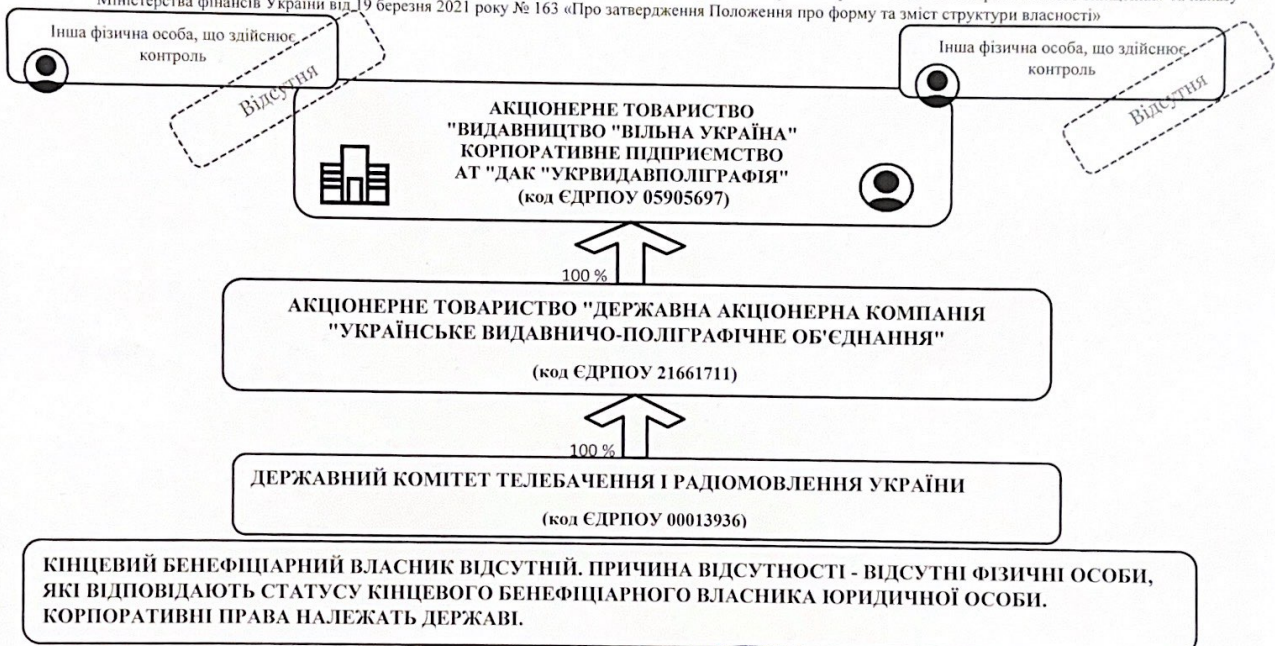 Міністерства фінансів України від 19 березня 2021 року № 163 «Про затвердження Положення про форму та зміст структури власності»
Інша фізична особа, що здійснює
контроль
Відсутня
Інша фізична особа, що здійснює
контроль
Відсутня
АКЦІОНЕРНЕ ТОВАРИСТВО
"ВИДАВНИЦТВО "ВІЛЬНА УКРАЇНА"
КОРПОРАТИВНЕ ПІДПРИЄМСТВО
АТ "ДАК "УКРВИДАВПОЛІГРАФІЯ"
(код ЄДРПОУ 05905697)
100 %
АКЦІОНЕРНЕ ТОВАРИСТВО "ДЕРЖАВНА АКЦІОНЕРНА КОМПАНІЯ
"УКРАЇНСЬКЕ ВИДАВНИЧО-ПОЛІГРАФІЧНЕ ОБ'ЄДНАННЯ"
(код ЄДРПОУ 21661711)
100 %
ДЕРЖАВНИЙ КОМІТЕТ ТЕЛЕБАЧЕННЯ І РАДІОМОВЛЕННЯ УКРАЇНИ
(код ЄДРПОУ 00013936)
КІНЦЕВИЙ БЕНЕФІЦІАРНИЙ ВЛАСНИК ВІДСУТНІЙ. ПРИЧИНА ВІДСУТНОСТІ - ВІДСУТНІ ФІЗИЧНІ ОСОБИ,
ЯКІ ВІДПОВІДАЮТЬ СТАТУСУ КІНЦЕВОГО БЕНЕФІЦІАРНОГО ВЛАСНИКА ЮРИДИЧНОЇ ОСОБИ.
КОРПОРАТИВНІ ПРАВА НАЛЕЖАТЬ ДЕРЖАВІ.